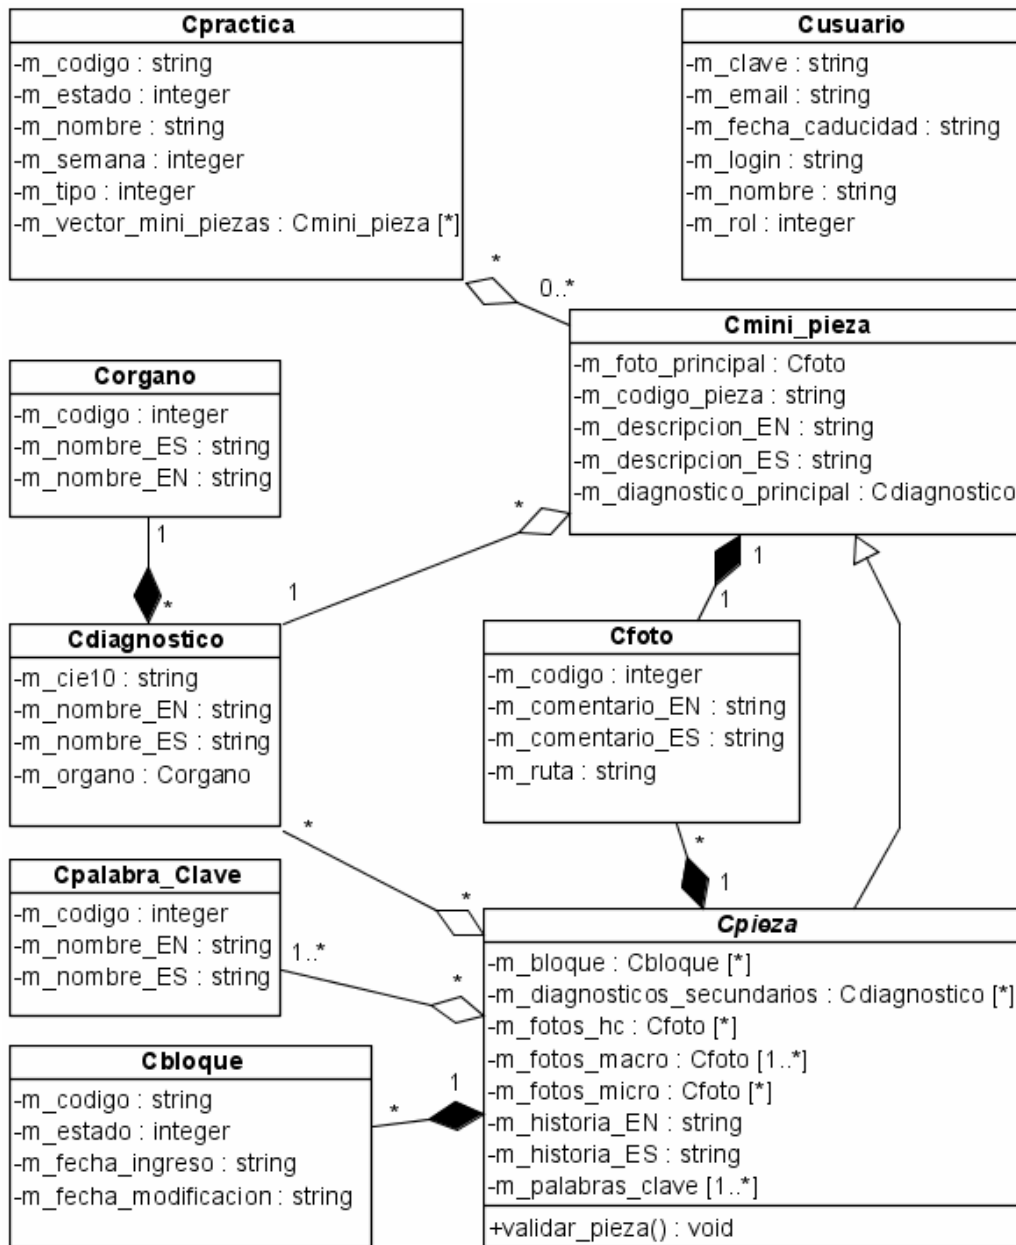 Cpractica
-m_codigo : string
-m_estado : integer
-m_nombre : string
-m_semana : integer
-m_tipo : integer
-m_vector_mini_piezas : Cmini_pieza [*]
Cusuario
-m_clave : string
-m_email : string
-m_fecha_caducidad : string
-m_login : string
-m_nombre : string
-m_rol : integer
*
0..*
Cmini_pieza
-m_foto_principal : Cfoto
-m_codigo_pieza : string
-m_descripcion_EN : string
-m_descripcion_ES : string
-m_diagnostico_principal : Cdiagnostico
Corgano
-m_codigo : integer
-m_nombre_ES : string
-m_nombre_EN : string
1
*
*
1
1
1
Cdiagnostico
-m_cie10 : string
-m_nombre_EN : string
-m_nombre_ES : string
-m_organo : Corgano
Cfoto
-m_codigo : integer
-m_comentario_EN : string
-m_comentario_ES : string
-m_ruta : string
*
*
*
1
Cpalabra_Clave
-m_codigo : integer
-m_nombre_EN : string
-m_nombre_ES : string
1..*
*
Cpieza
-m_bloque : Cbloque [*]
-m_diagnosticos_secundarios : Cdiagnostico [*]
-m_fotos_hc : Cfoto [*]
-m_fotos_macro : Cfoto [1..*]
-m_fotos_micro : Cfoto [*]
-m_historia_EN : string
-m_historia_ES : string
-m_palabras_clave [1..*]
+validar_pieza() : void
Cbloque
-m_codigo : string
-m_estado : integer
-m_fecha_ingreso : string
-m_fecha_modificacion : string
*
1